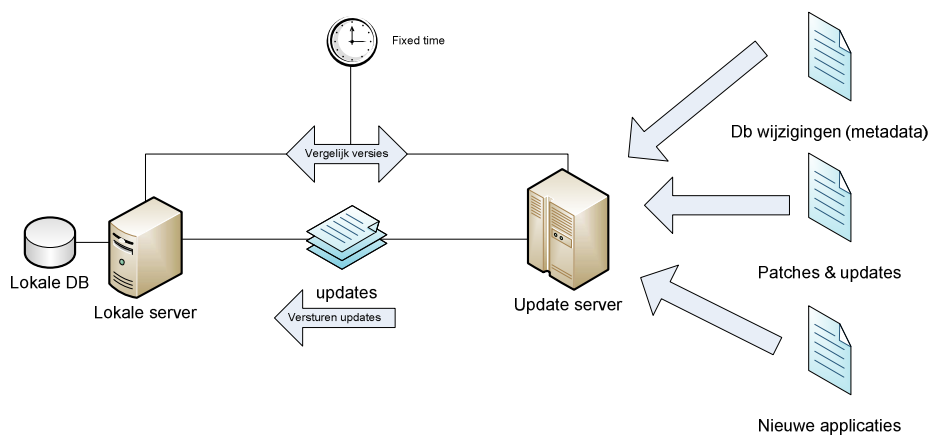 Fixed time
Db wijzigingen (metadata)
Vergelijk versies
Patches & updates
Lokale DB
updates
Update server
Lokale server
Versturen updates
Nieuwe applicaties